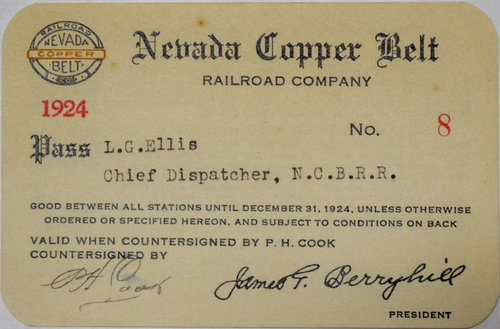 RAILROAD
NEVADA
COPPER
BELT
Nevada Copper Belt
RAILROAD COMPANY
1924
No. 8
Pass L.G.Ellis
Chief Dispatcher, N.C.B.R.R.
GOOD BETWEEN ALL STATIONS UNTIL DECEMBER 31, 1924, UNLESS OTHERWISE
ORDERED OR SPECIFIED HEREON, AND SUBJECT TO CONDITIONS ON BACK
VALID WHEN COUNTERSIGNED BY P. H. COOK
COUNTERSIGNED BY
P H Cook
James G. Berryhill
PRESIDENT